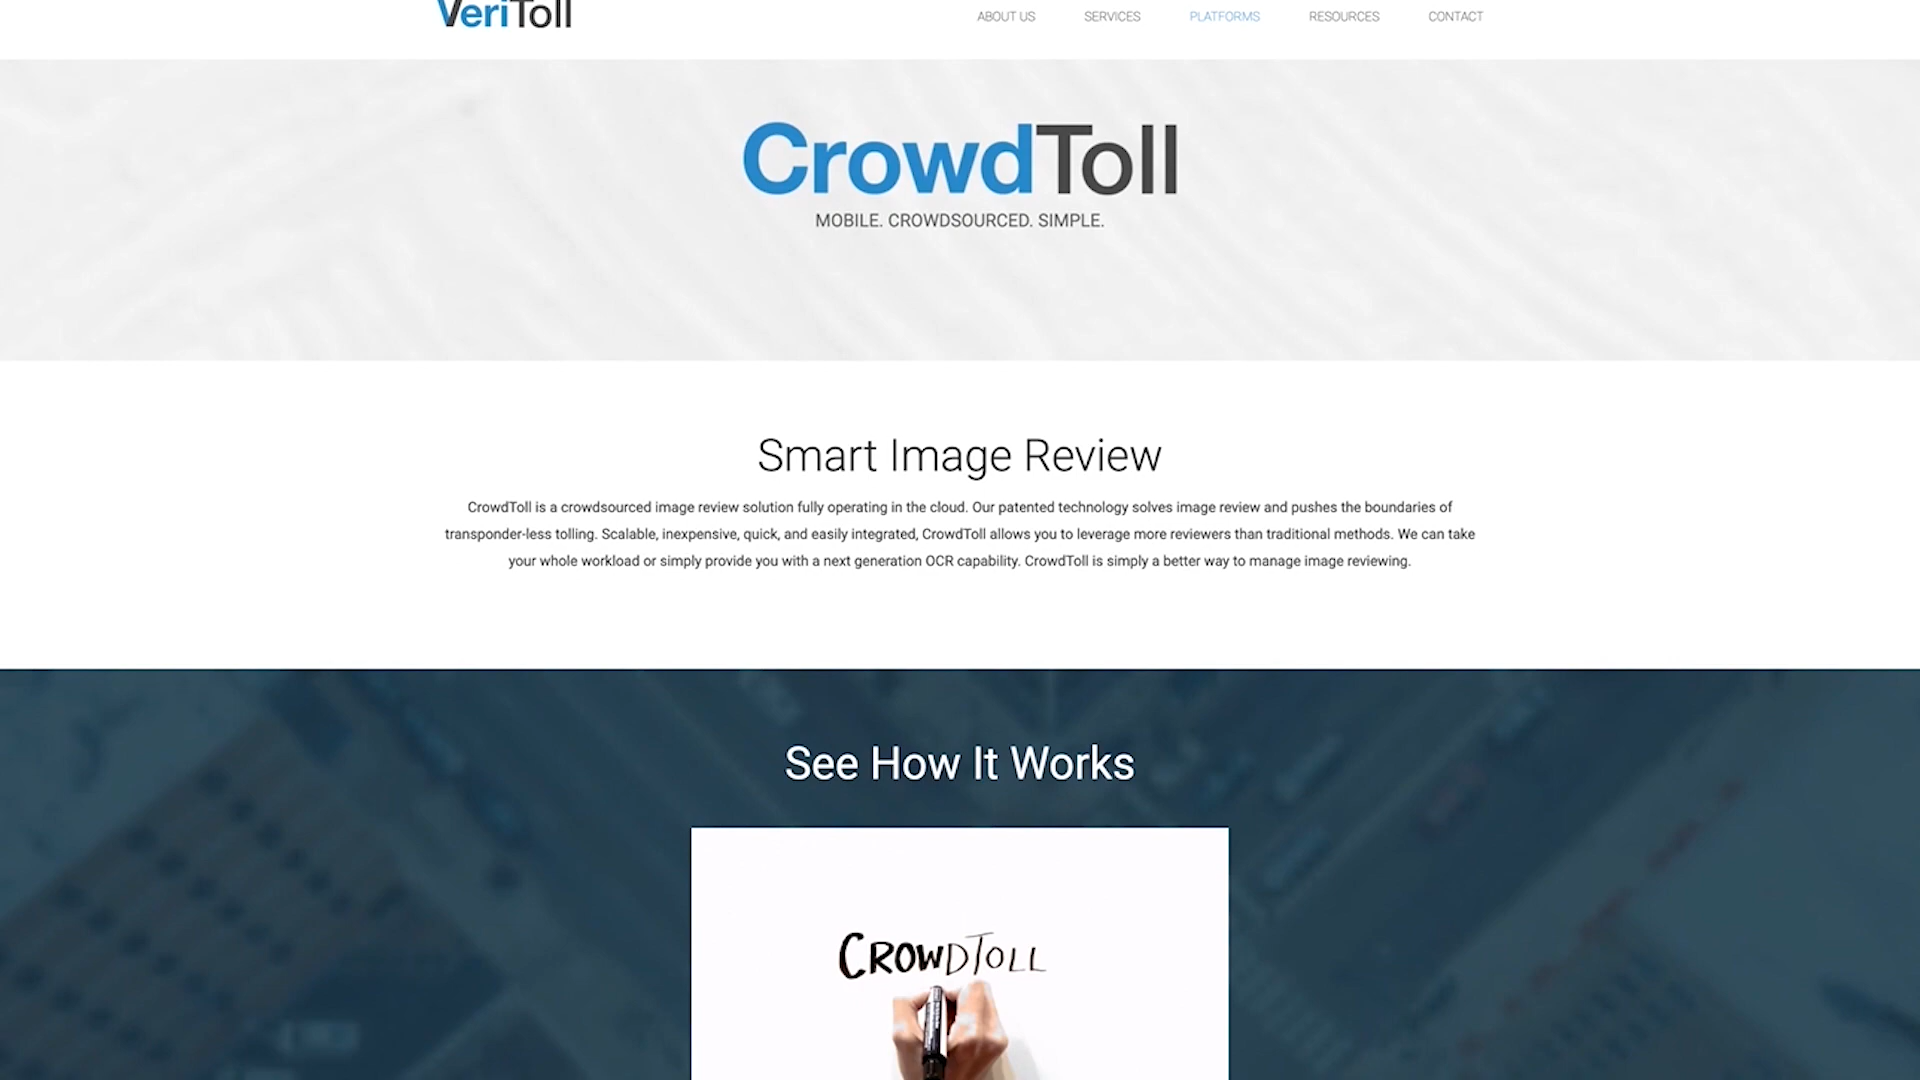 VeriToll
ABOUT US
SERVICES
PLATFORMS
RESOURCES
CONTACT
CrowdToll
MOBILE. CROWDSOURCED. SIMPLE.
Smart Image Review
CrowdToll is a crowdsourced image review solution fully operating in the cloud. Our patented technology solves image review and pushes the boundaries of
transponder-less tolling. Scalable, inexpensive, quick, and easily integrated, CrowdToll allows you to leverage more reviewers than traditional methods. We can take
your whole workload or simply provide you with a next generation OCR capability. CrowdToll is simply a better way to manage image reviewing.
See How It Works
CROWDTOLL